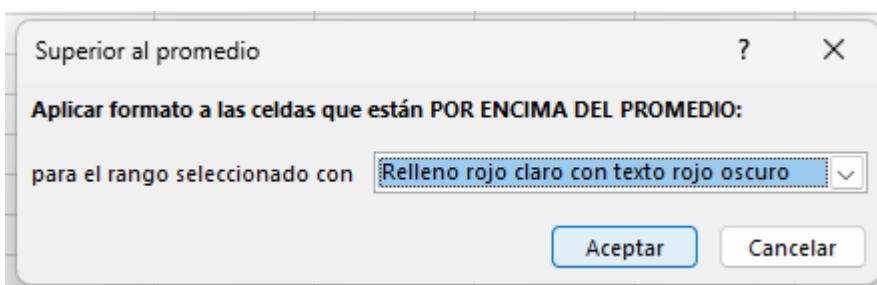 Superior al promedio ?
Aplicar formato a las celdas que están POR ENCIMA DEL PROMEDIO:
para el rango seleccionado con Relleno rojo claro con texto rojo oscuro
Aceptar Cancelar